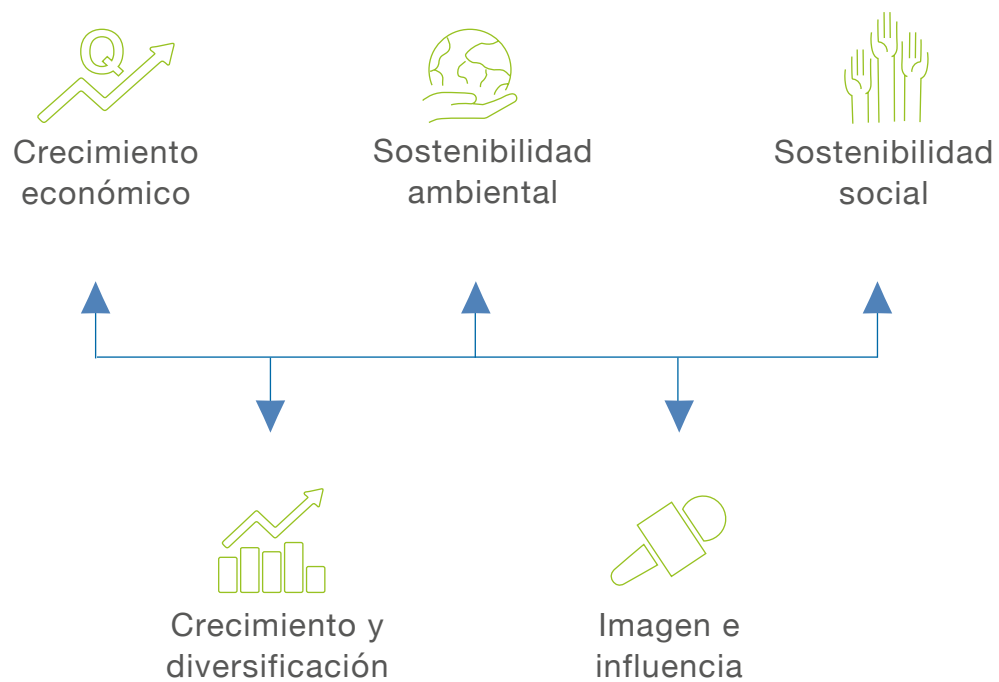 Q
Crecimiento
económico
Sostenibilidad
ambiental
Sostenibilidad
social
Crecimiento y
diversificación
Imagen e
influencia